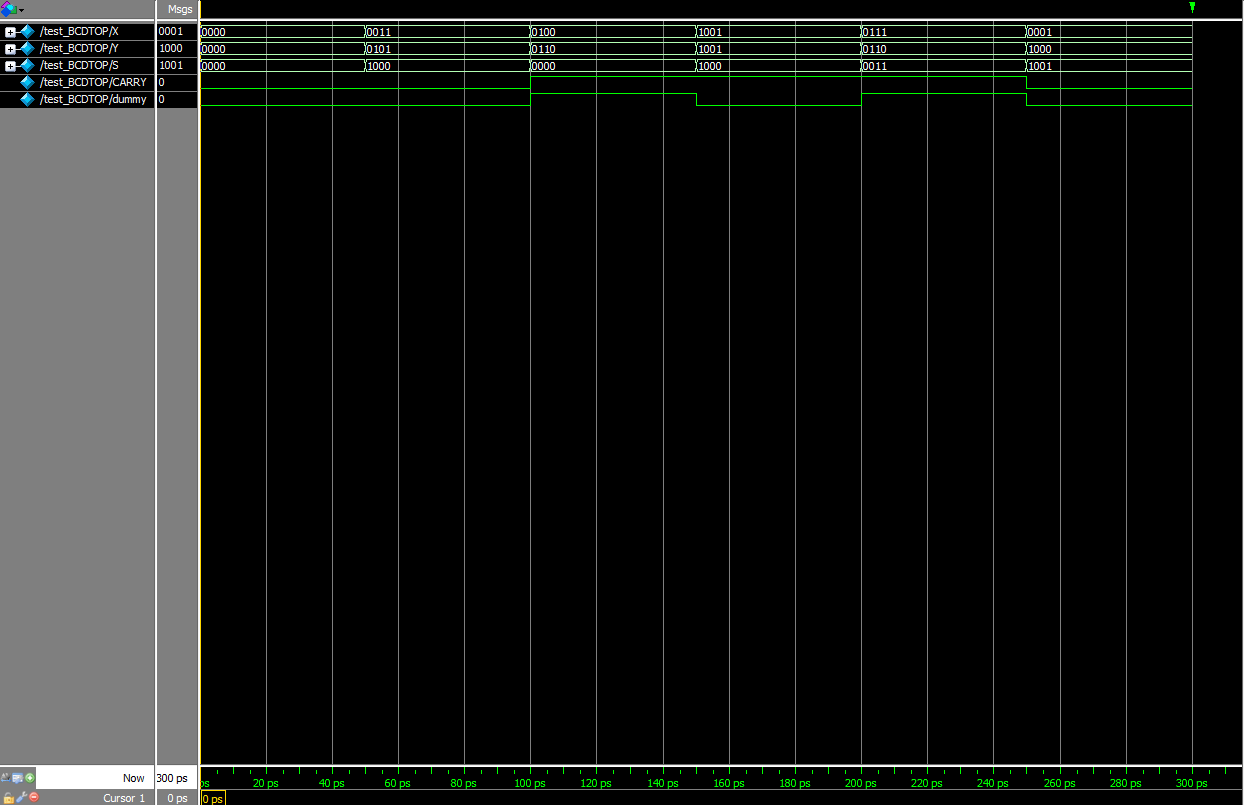 Msgs
/test_BCDTOP/X 0001 0000 0011 0100 1001 0111 0001
/test_BCDTOP/Y 1000 0000 0101 0110 1001 0110 1000
/test_BCDTOP/S 1001 0000 1000 0000 1000 0011 1001
/test_BCDTOP/CARRY 0
/test_BCDTOP/dummy 0
Now 300 ps ps 20 ps 40 ps 60 ps 80 ps 100 ps 120 ps 140 ps 160 ps 180 ps 200 ps 220 ps 240 ps 260 ps 280 ps 300 ps
Cursor 1 0 ps 0 ps